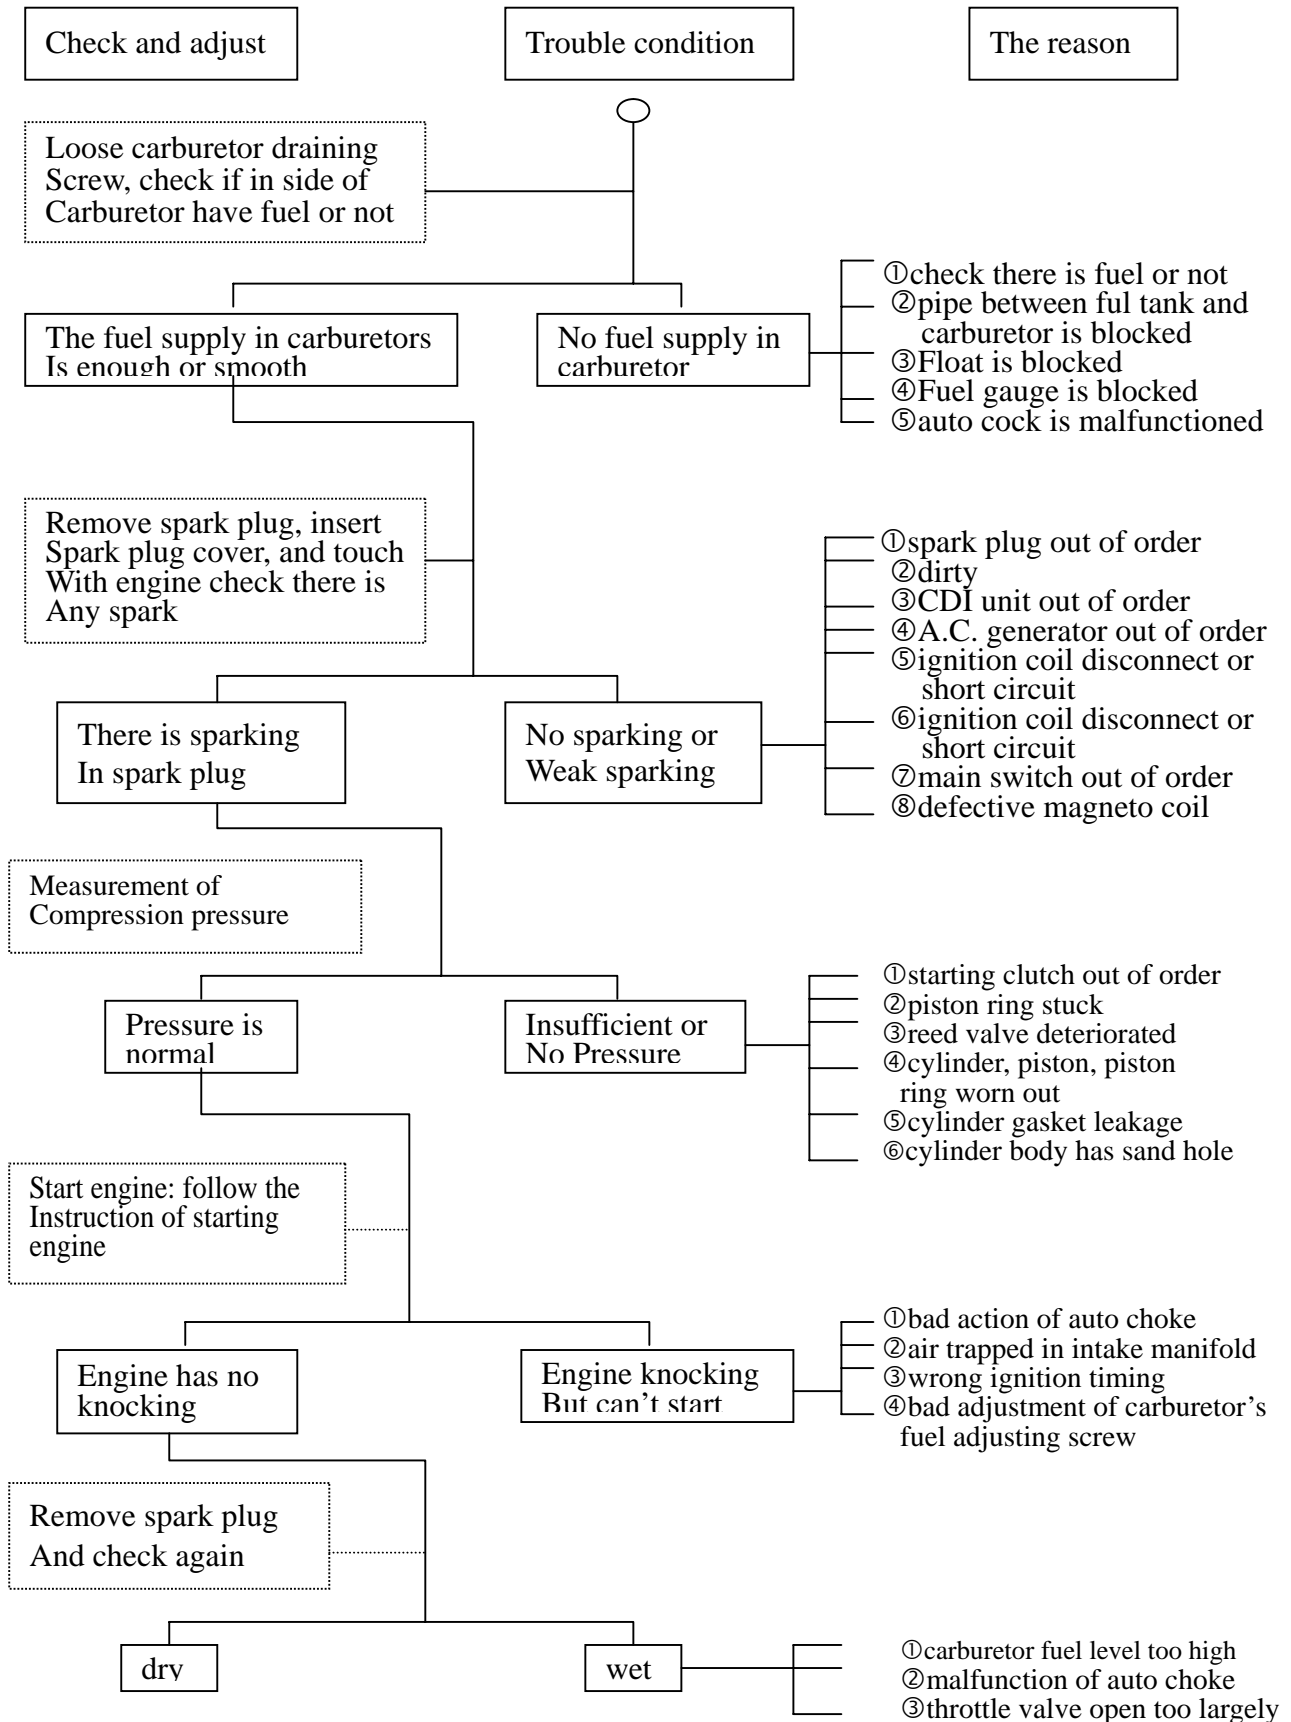 Check and adjust
Trouble condition
The reason
Loose carburetor draining
Screw, check if in side of
Carburetor have fuel or not
The fuel supply in carburetors
Is enough or smooth
No fuel supply in
carburetor
①check there is fuel or not
②pipe between ful tank and
carburetor is blocked
③Float is blocked
④Fuel gauge is blocked
⑤auto cock is malfunctioned
Remove spark plug, insert
Spark plug cover, and touch
With engine check there is
Any spark
There is sparking
In spark plug
No sparking or
Weak sparking
①spark plug out of order
②dirty
③CDI unit out of order
④A.C. generator out of order
⑤ignition coil disconnect or
short circuit
⑥ignition coil disconnect or
short circuit
⑦main switch out of order
⑧defective magneto coil
Measurement of
Compression pressure
Pressure is
normal
Insufficient or
No Pressure
①starting clutch out of order
②piston ring stuck
③reed valve deteriorated
④cylinder, piston, piston
ring worn out
⑤cylinder gasket leakage
⑥cylinder body has sand hole
Start engine: follow the
Instruction of starting
engine
Engine has no
knocking
Engine knocking
But can’t start
①bad action of auto choke
②air trapped in intake manifold
③wrong ignition timing
④bad adjustment of carburetor’s
fuel adjusting screw
Remove spark plug
And check again
dry
wet
①carburetor fuel level too high
②malfunction of auto choke
③throttle valve open too largely